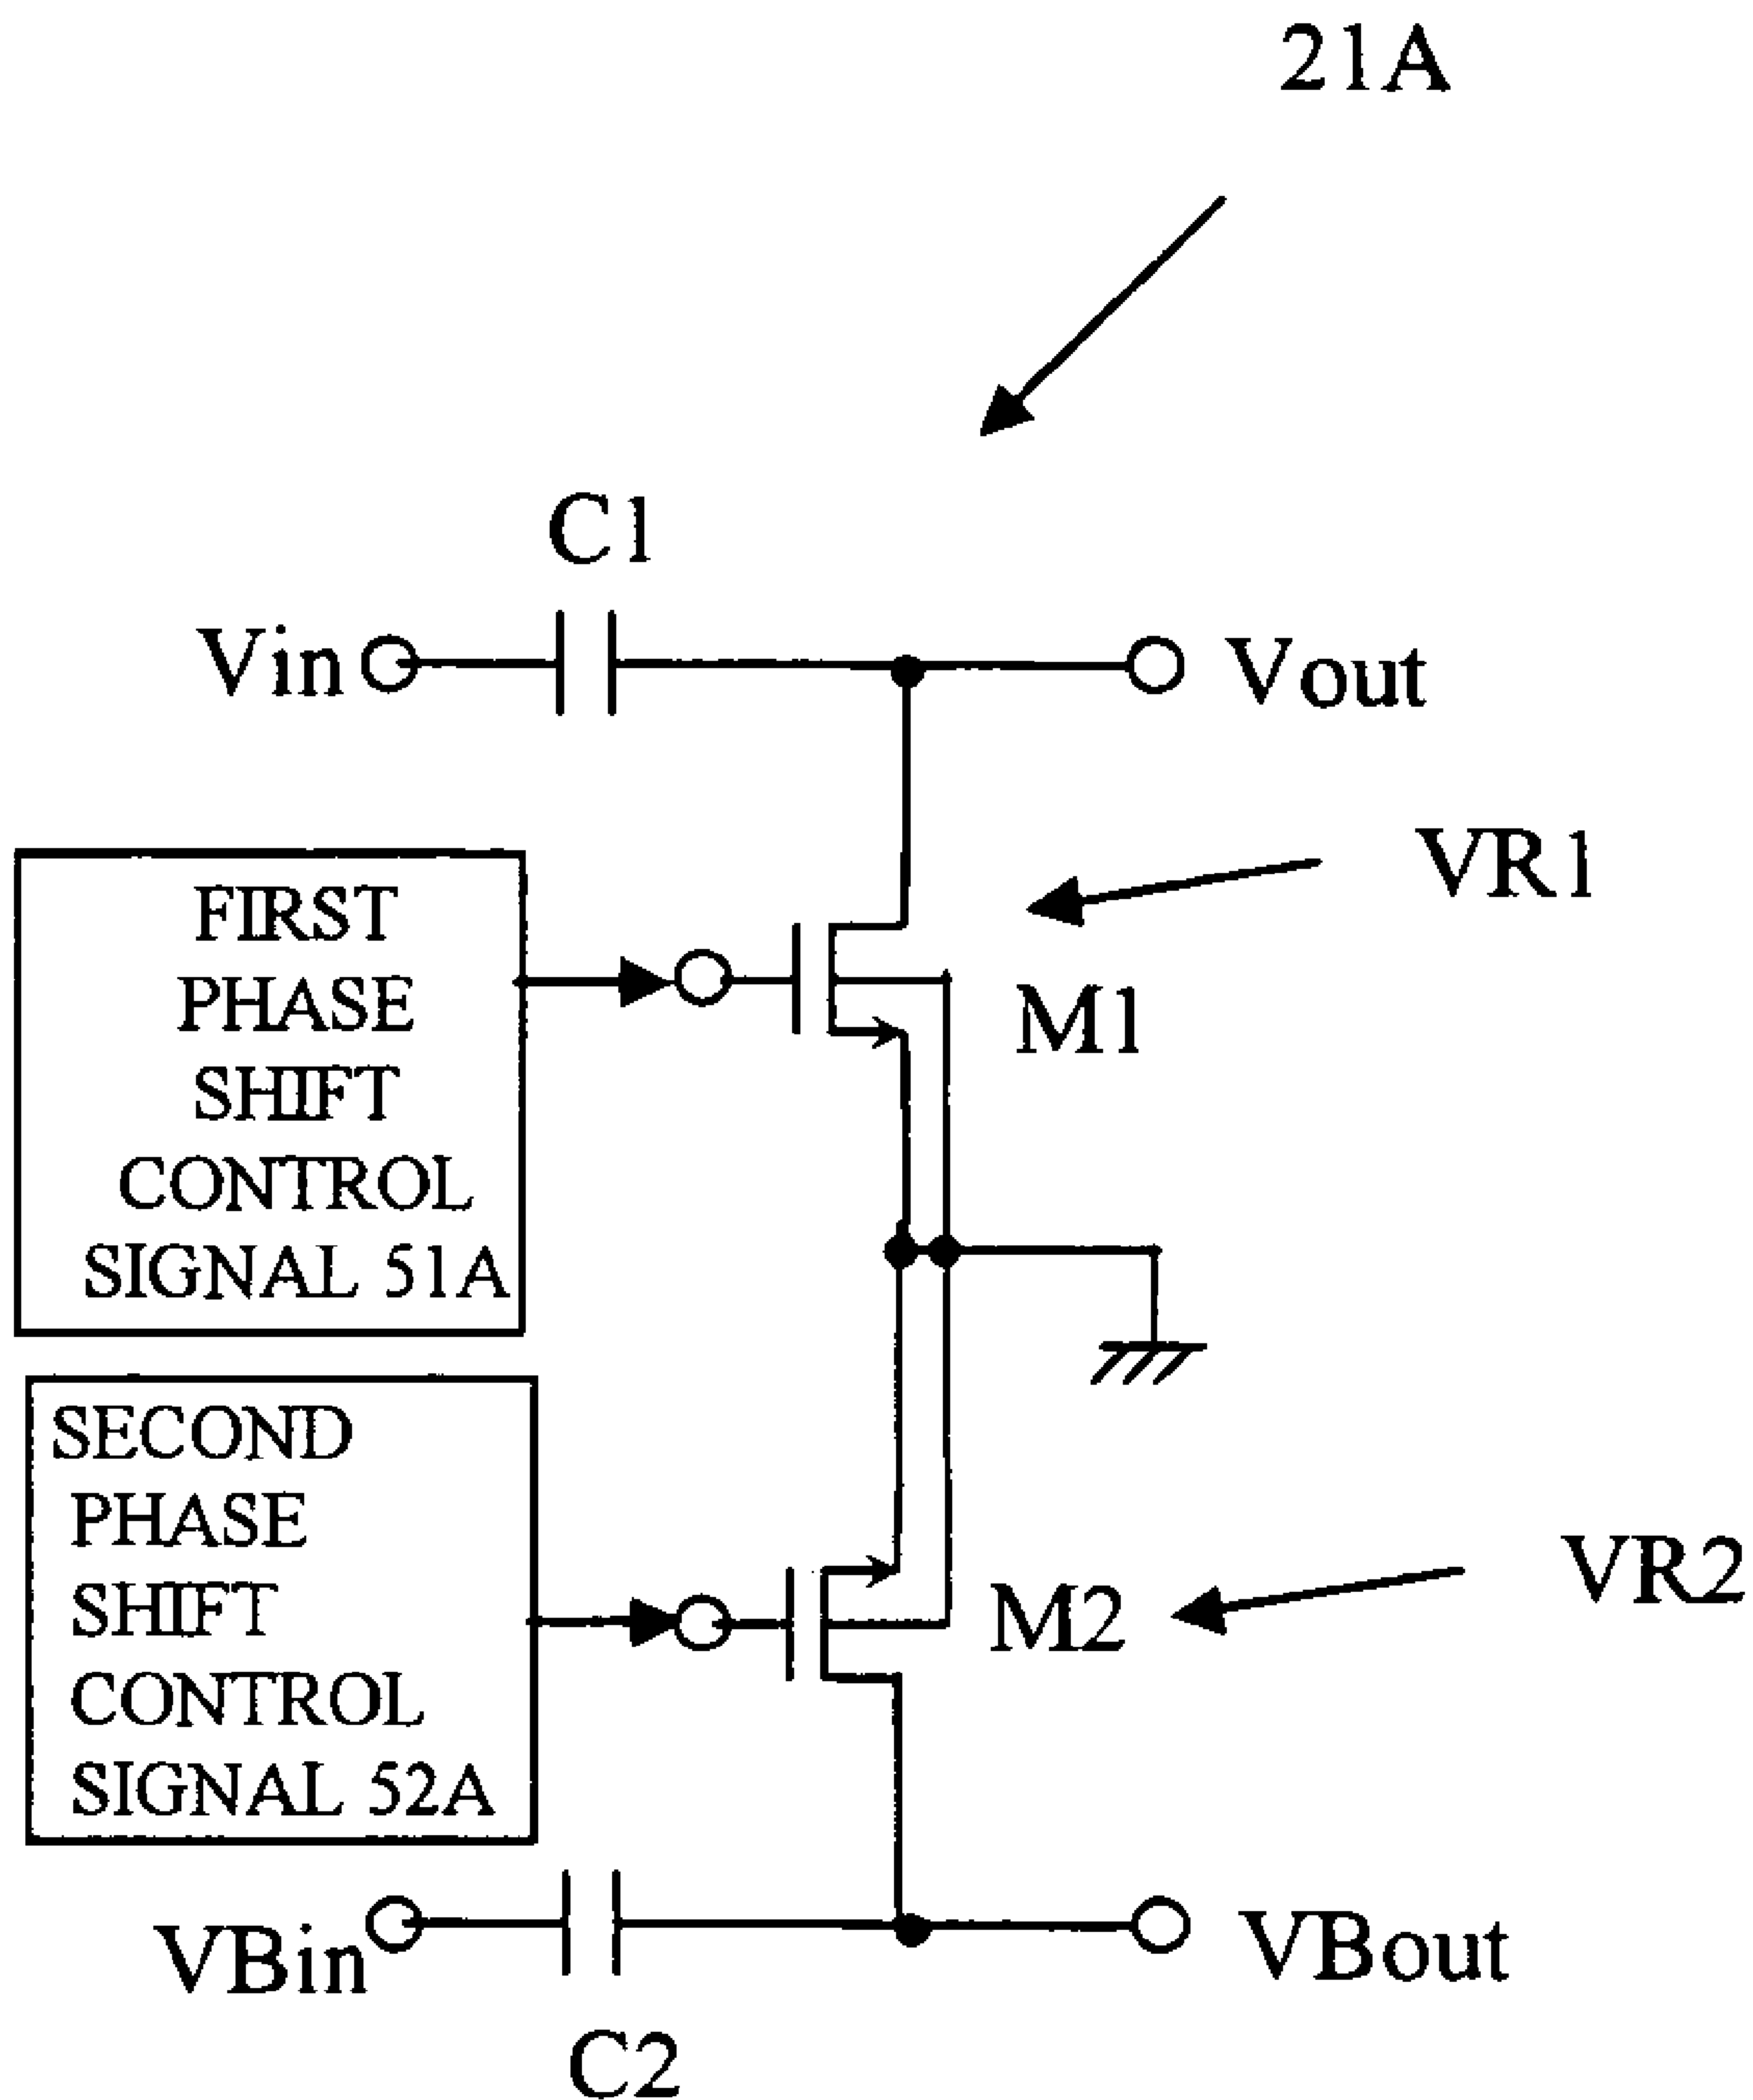 21A
C1
Vin
Vout
VR1
FIRST
PHASE
SHIFT
CONTROL
SIGNAL 51A
M1
SECOND
PHASE
SHIFT
CONTROL
SIGNAL 52A
M2
VR2
VBin
VBout
C2